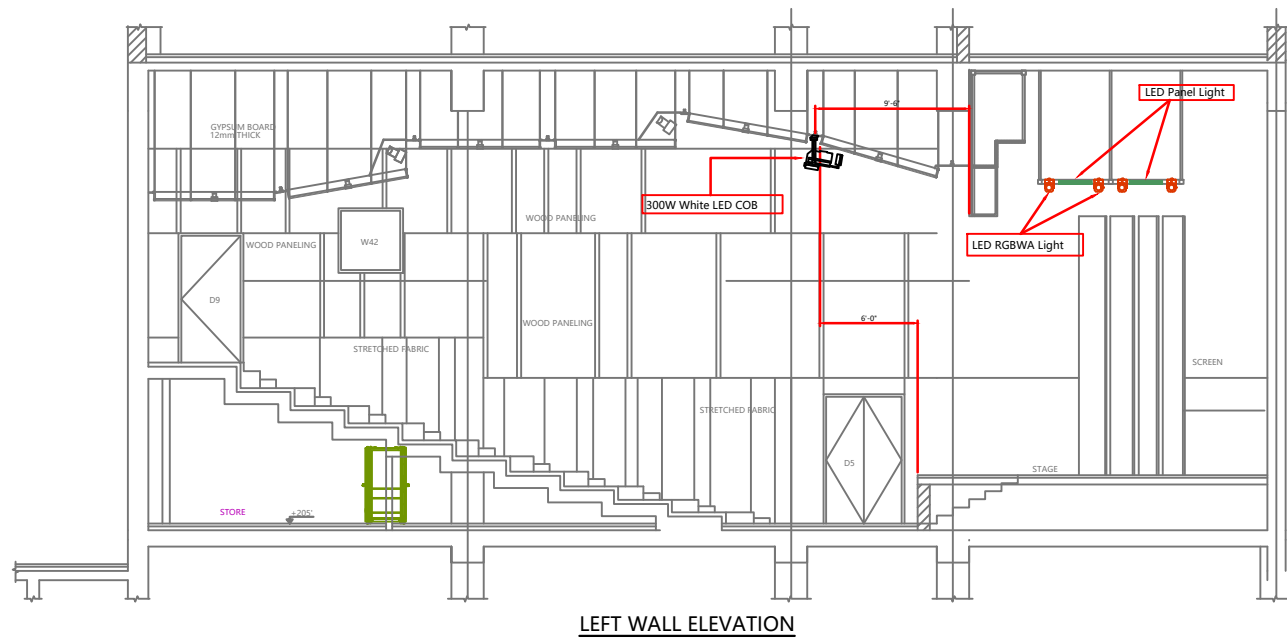 LED Panel Light
9'-6"
GYPSUM BOARD
12mm THICK
300W White LED COB
WOOD PANELING
W42
WOOD PANELING
LED RGBWA Light
D9
6'-0"
WOOD PANELING
STRETCHED FABRIC
SCREEN
STRETCHED FABRIC
D5
STAGE
STORE
+205'
LEFT WALL ELEVATION